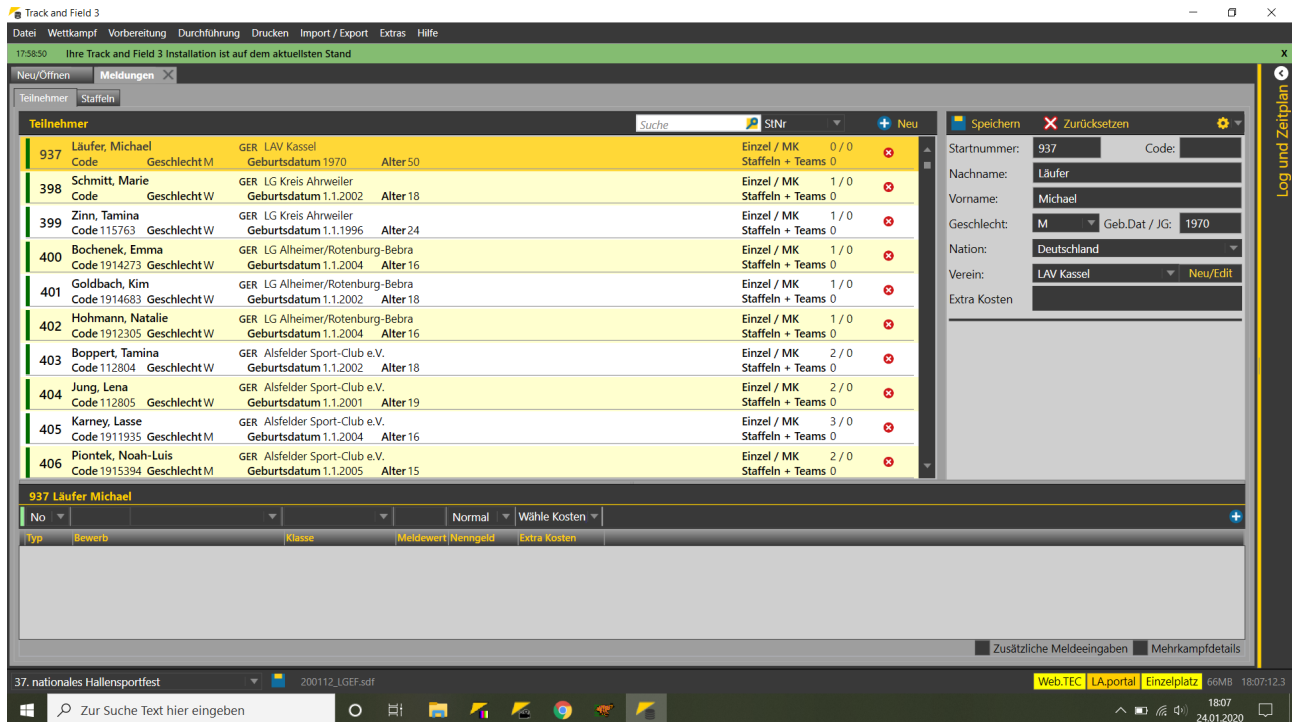 Track and Field 3
Datei Wettkampf Vorbereitung Durchführung Drucken Import / Export Extras Hilfe
17:58:50 Ihre Track and Field 3 Installation ist auf dem aktuellsten Stand X
Neu/Öffnen Meldungen
Log und Zeitplan
Teilnehmer Staffeln
Teilnehmer Suche StNr Neu
937 Läufer, Michael GER LAV Kassel Einzel / MK 0 / 0
Code Geschlecht M Geburtsdatum 1970 Alter 50 Staffeln + Teams 0
398 Schmitt, Marie GER LG Kreis Ahrweiler Einzel / MK 1 / 0
Code Geschlecht W Geburtsdatum 1.1.2002 Alter 18 Staffeln + Teams 0
399 Zinn, Tamina GER LG Kreis Ahrweiler Einzel / MK 1 / 0
Code 115763 Geschlecht W Geburtsdatum 1.1.1996 Alter 24 Staffeln + Teams 0
400 Bochenek, Emma GER LG Alheimer/Rotenburg-Bebra Einzel / MK 1 / 0
Code 1914273 Geschlecht W Geburtsdatum 1.1.2004 Alter 16 Staffeln + Teams 0
401 Goldbach, Kim GER LG Alheimer/Rotenburg-Bebra Einzel / MK 1 / 0
Code 1914683 Geschlecht W Geburtsdatum 1.1.2002 Alter 18 Staffeln + Teams 0
402 Hohmann, Natalie GER LG Alheimer/Rotenburg-Bebra Einzel / MK 1 / 0
Code 1912305 Geschlecht W Geburtsdatum 1.1.2004 Alter 16 Staffeln + Teams 0
403 Boppert, Tamina GER Alsfelder Sport-Club e.V. Einzel / MK 2 / 0
Code 112804 Geschlecht W Geburtsdatum 1.1.2002 Alter 18 Staffeln + Teams 0
404 Jung, Lena GER Alsfelder Sport-Club e.V. Einzel / MK 2 / 0
Code 112805 Geschlecht W Geburtsdatum 1.1.2001 Alter 19 Staffeln + Teams 0
405 Karney, Lasse GER Alsfelder Sport-Club e.V. Einzel / MK 3 / 0
Code 1911935 Geschlecht M Geburtsdatum 1.1.2004 Alter 16 Staffeln + Teams 0
406 Piontek, Noah-Luis GER Alsfelder Sport-Club e.V. Einzel / MK 2 / 0
Code 1915394 Geschlecht M Geburtsdatum 1.1.2005 Alter 15 Staffeln + Teams 0
Speichern Zurücksetzen
Startnummer: 937 Code:
Nachname: Läufer
Vorname: Michael
Geschlecht: M Geb.Dat / JG: 1970
Nation: Deutschland
Verein: LAV Kassel Neu/Edit
Extra Kosten
937 Läufer Michael
No Normal Wähle Kosten
Typ Bewerb Klasse Meldewert Nenngeld Extra Kosten
Zusätzliche Meldeeingaben Mehrkampfdetails
37. nationales Hallensportfest 200112_LGEF.sdf Web.TEC LA.portal Einzelplatz 66MB 18:07:12.3
Zur Suche Text hier eingeben 18:07
24.01.2020